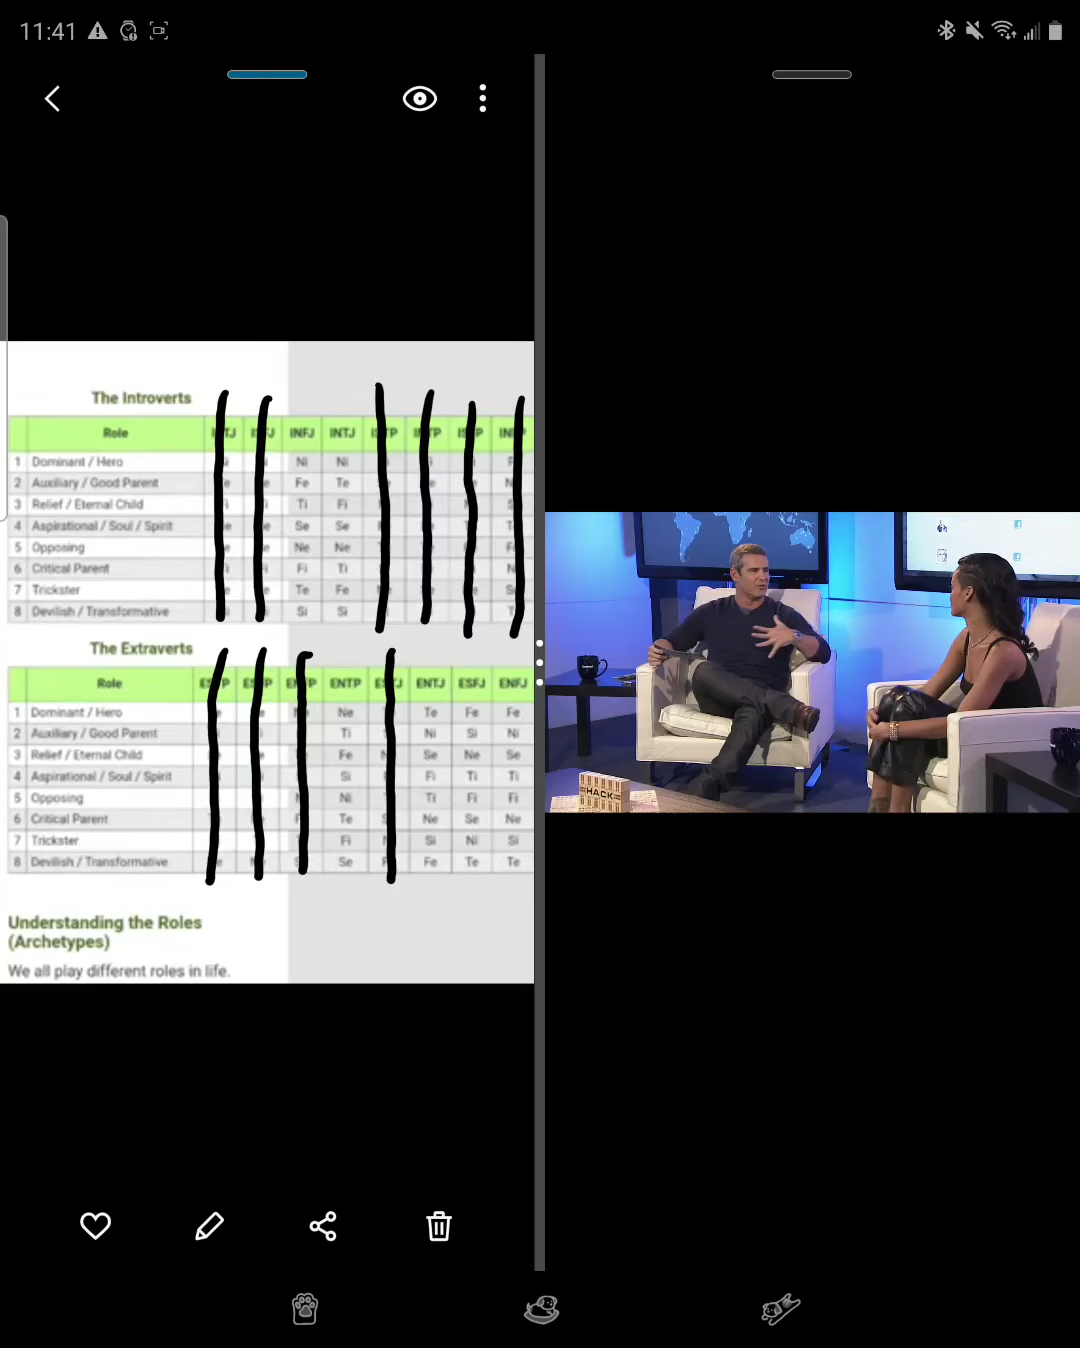 11:41
The Introverts
Role INFJ INTJ
1 Dominant / Hero Ni Ni
2 Auxiliary / Good Parent Fe Te
3 Relief / Eternal Child Ti Fi
4 Aspirational / Soul / Spirit Se Se
5 Opposing Ne Ne
6 Critical Parent Fi Ti
7 Trickster Te Fe
8 Devilish / Transformative Si Si
The Extraverts
Role ENTP ENTJ ESFJ ENFJ
1 Dominant / Hero Ne Te Fe Fe
2 Auxiliary / Good Parent Ti Ni Si Ni
3 Relief / Eternal Child Fe Se Ne Se
4 Aspirational / Soul / Spirit Si Fi Ti Ti
5 Opposing Ni Ti Fi Fi
6 Critical Parent Te Ne Se Ne
7 Trickster Fi Si Ni Si
8 Devilish / Transformative Se Fe Te Te
Understanding the Roles
(Archetypes)
We all play different roles in life.
HACK